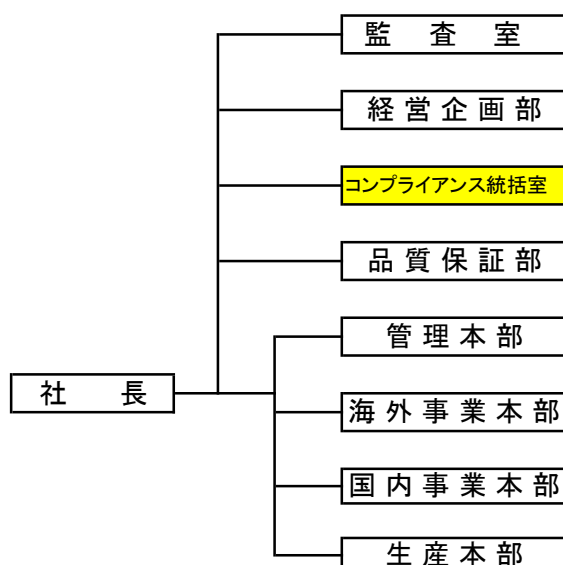 監査室
経営企画部
コンプライアンス統括室
品質保証部
管理本部
社長
海外事業本部
国内事業本部
生産本部